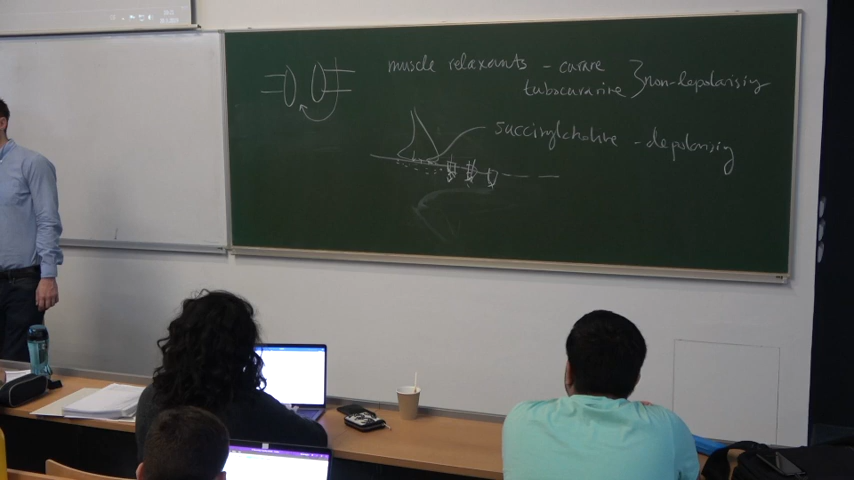 muscle relaxants - curare
tubocurarine } non-depolarising
succinylcholine - depolarising